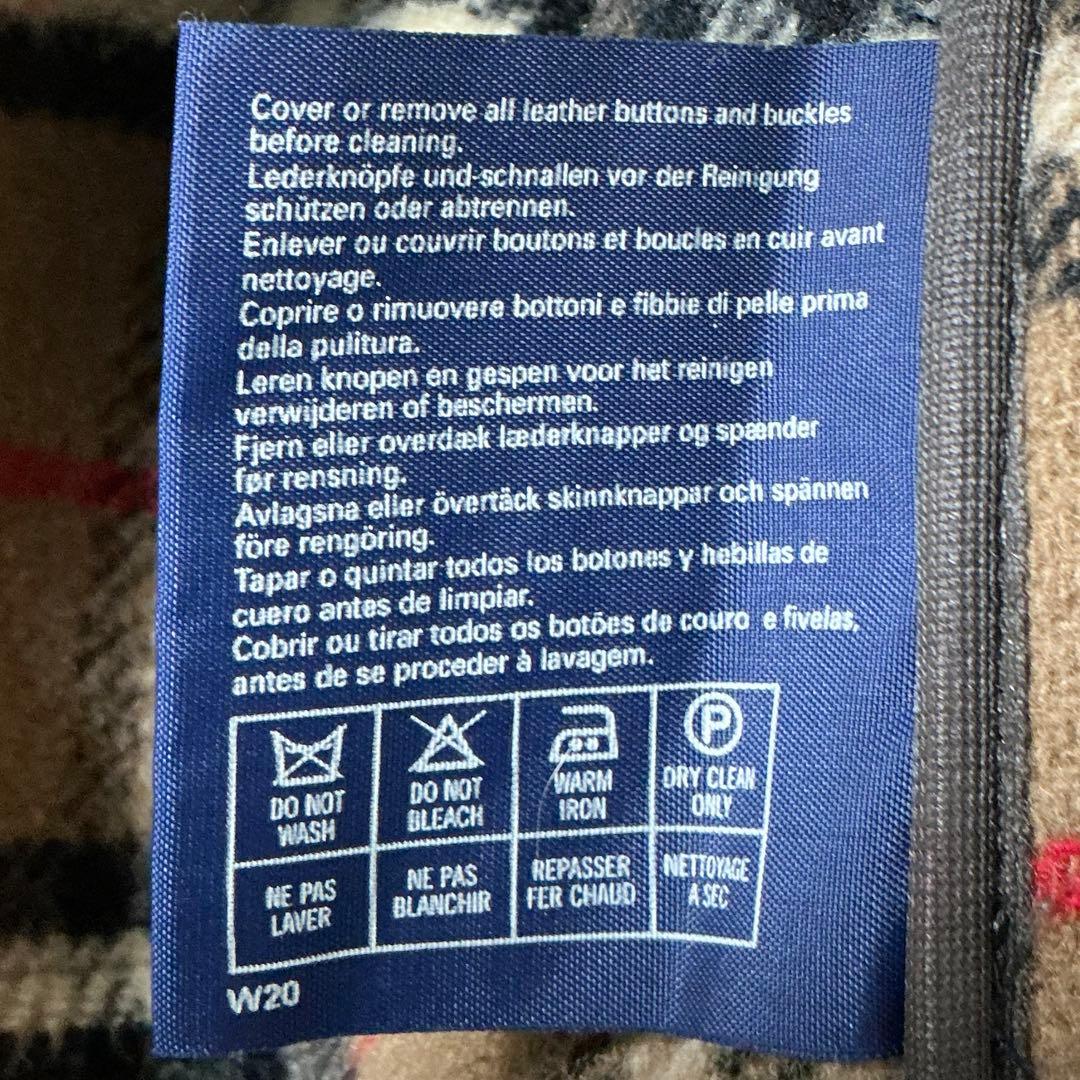 Cover or remove all leather buttons and buckles
before cleaning.
Lederknöpfe und-schnallen vor der Reinigung
schützen oder abtrennen.
Enlever ou couvrir boutons et boucles en cuir avant
nettoyage.
Coprire o rimuovere bottoni e fibbie di pelle prima
della pulitura.
Leren knopen en gespen voor het reinigen
verwijderen of beschermen.
Fjern eller overdæk læderknapper og spænder
før rensning.
Avlagsna eller övertäck skinnknappar och spännen
före rengöring.
Tapar o quintar todos los botones y hebillas de
cuero antes de limpiar.
Cobrir ou tirar todos os botões de couro e fivelas,
antes de se proceder à lavagem.
DO NOT
WASH
DO NOT
BLEACH
WARM
IRON
P
DRY CLEAN
ONLY
NE PAS
LAVER
NE PAS
BLANCHIR
REPASSER
FER CHAUD
NETTOYAGE
A SEC
W20